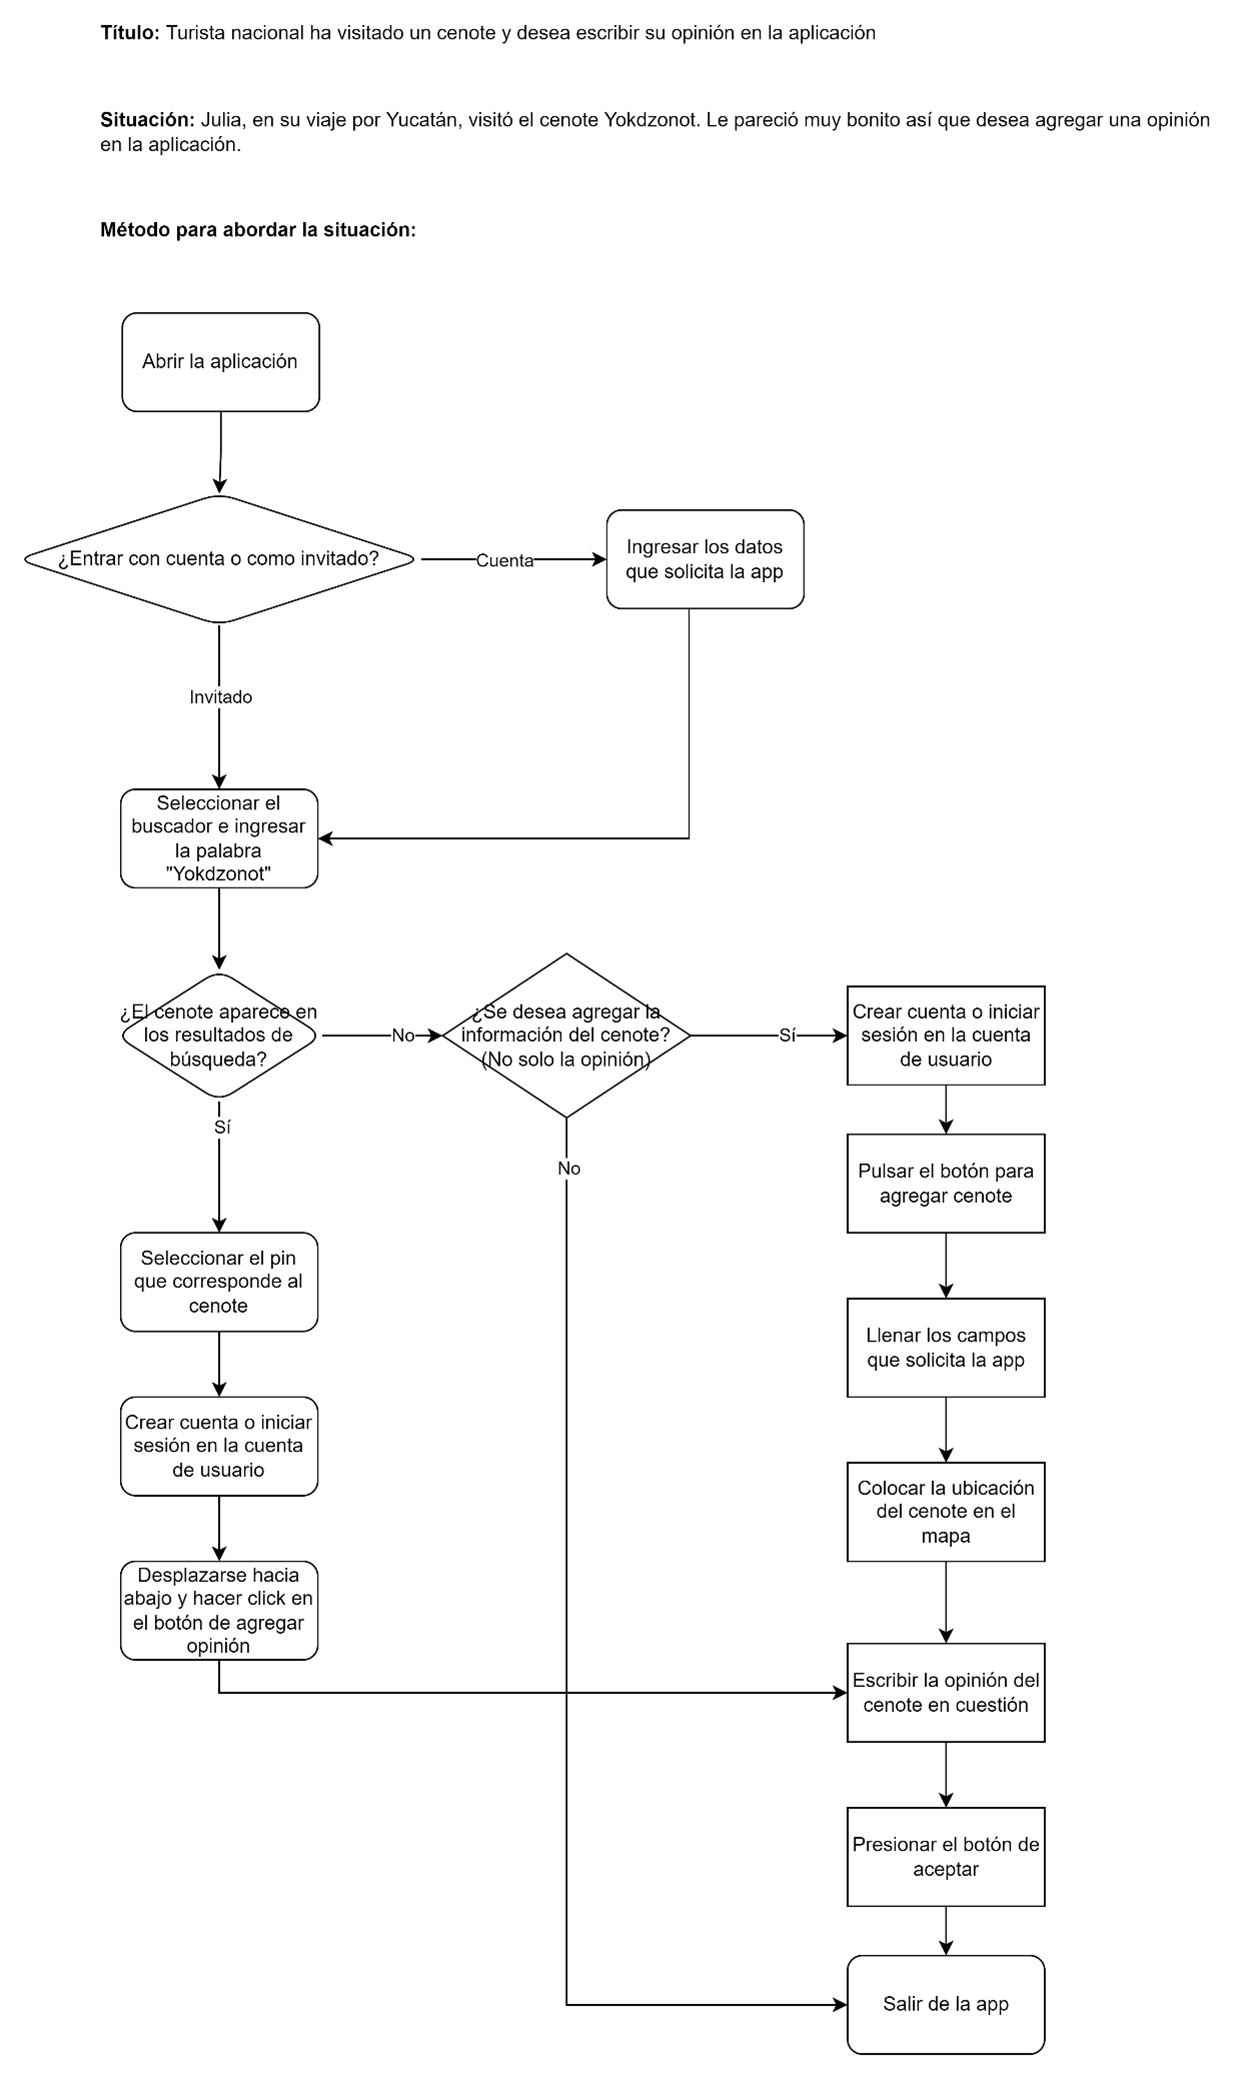 Título: Turista nacional ha visitado un cenote y desea escribir su opinión en la aplicación
Situación: Julia, en su viaje por Yucatán, visitó el cenote Yokdzonot. Le pareció muy bonito así que desea agregar una opinión
en la aplicación.
Método para abordar la situación:
Abrir la aplicación
¿Entrar con cuenta o como invitado?
Cuenta
Ingresar los datos
que solicita la app
Invitado
Seleccionar el
buscador e ingresar
la palabra
"Yokdzonot"
¿El cenote aparece en
los resultados de
búsqueda?
No
¿Se desea agregar la
información del cenote?
(No solo la opinión)
Sí
Crear cuenta o iniciar
sesión en la cuenta
de usuario
Sí
No
Pulsar el botón para
agregar cenote
Seleccionar el pin
que corresponde al
cenote
Llenar los campos
que solicita la app
Crear cuenta o iniciar
sesión en la cuenta
de usuario
Colocar la ubicación
del cenote en el
mapa
Desplazarse hacia
abajo y hacer click en
el botón de agregar
opinión
Escribir la opinión del
cenote en cuestión
Presionar el botón de
aceptar
Salir de la app